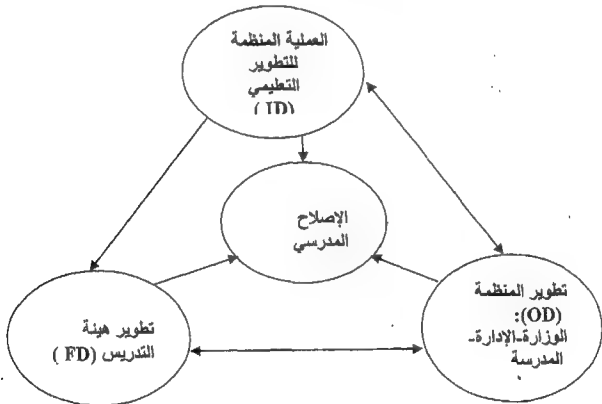 العملية المنظمة
للتطوير
التعليمي
(ID)
الإصلاح
المدرسي
تطوير المنظمة
(OD):
الوزارة-الإدارة-
المدرسة
تطوير هيئة
التدريس (FD )